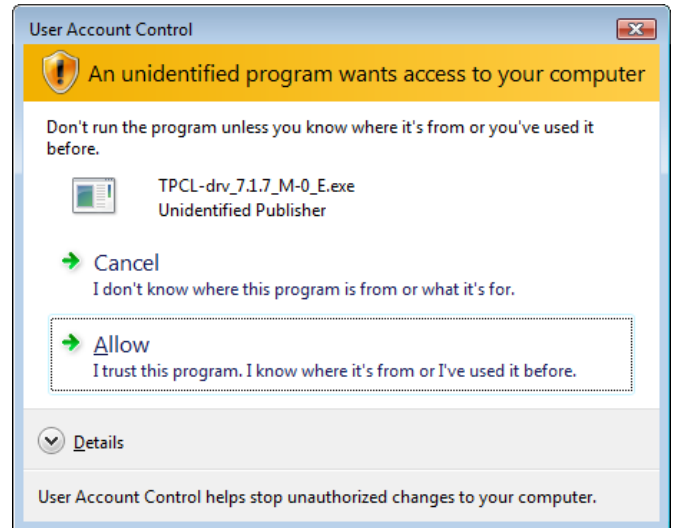 User Account Control
An unidentified program wants access to your computer
Don't run the program unless you know where it's from or you've used it
before.
TPCL-drv_7.1.7_M-0_E.exe
Unidentified Publisher
Cancel
I don't know where this program is from or what it's for.
Allow
I trust this program. I know where it's from or I've used it before.
Details
User Account Control helps stop unauthorized changes to your computer.